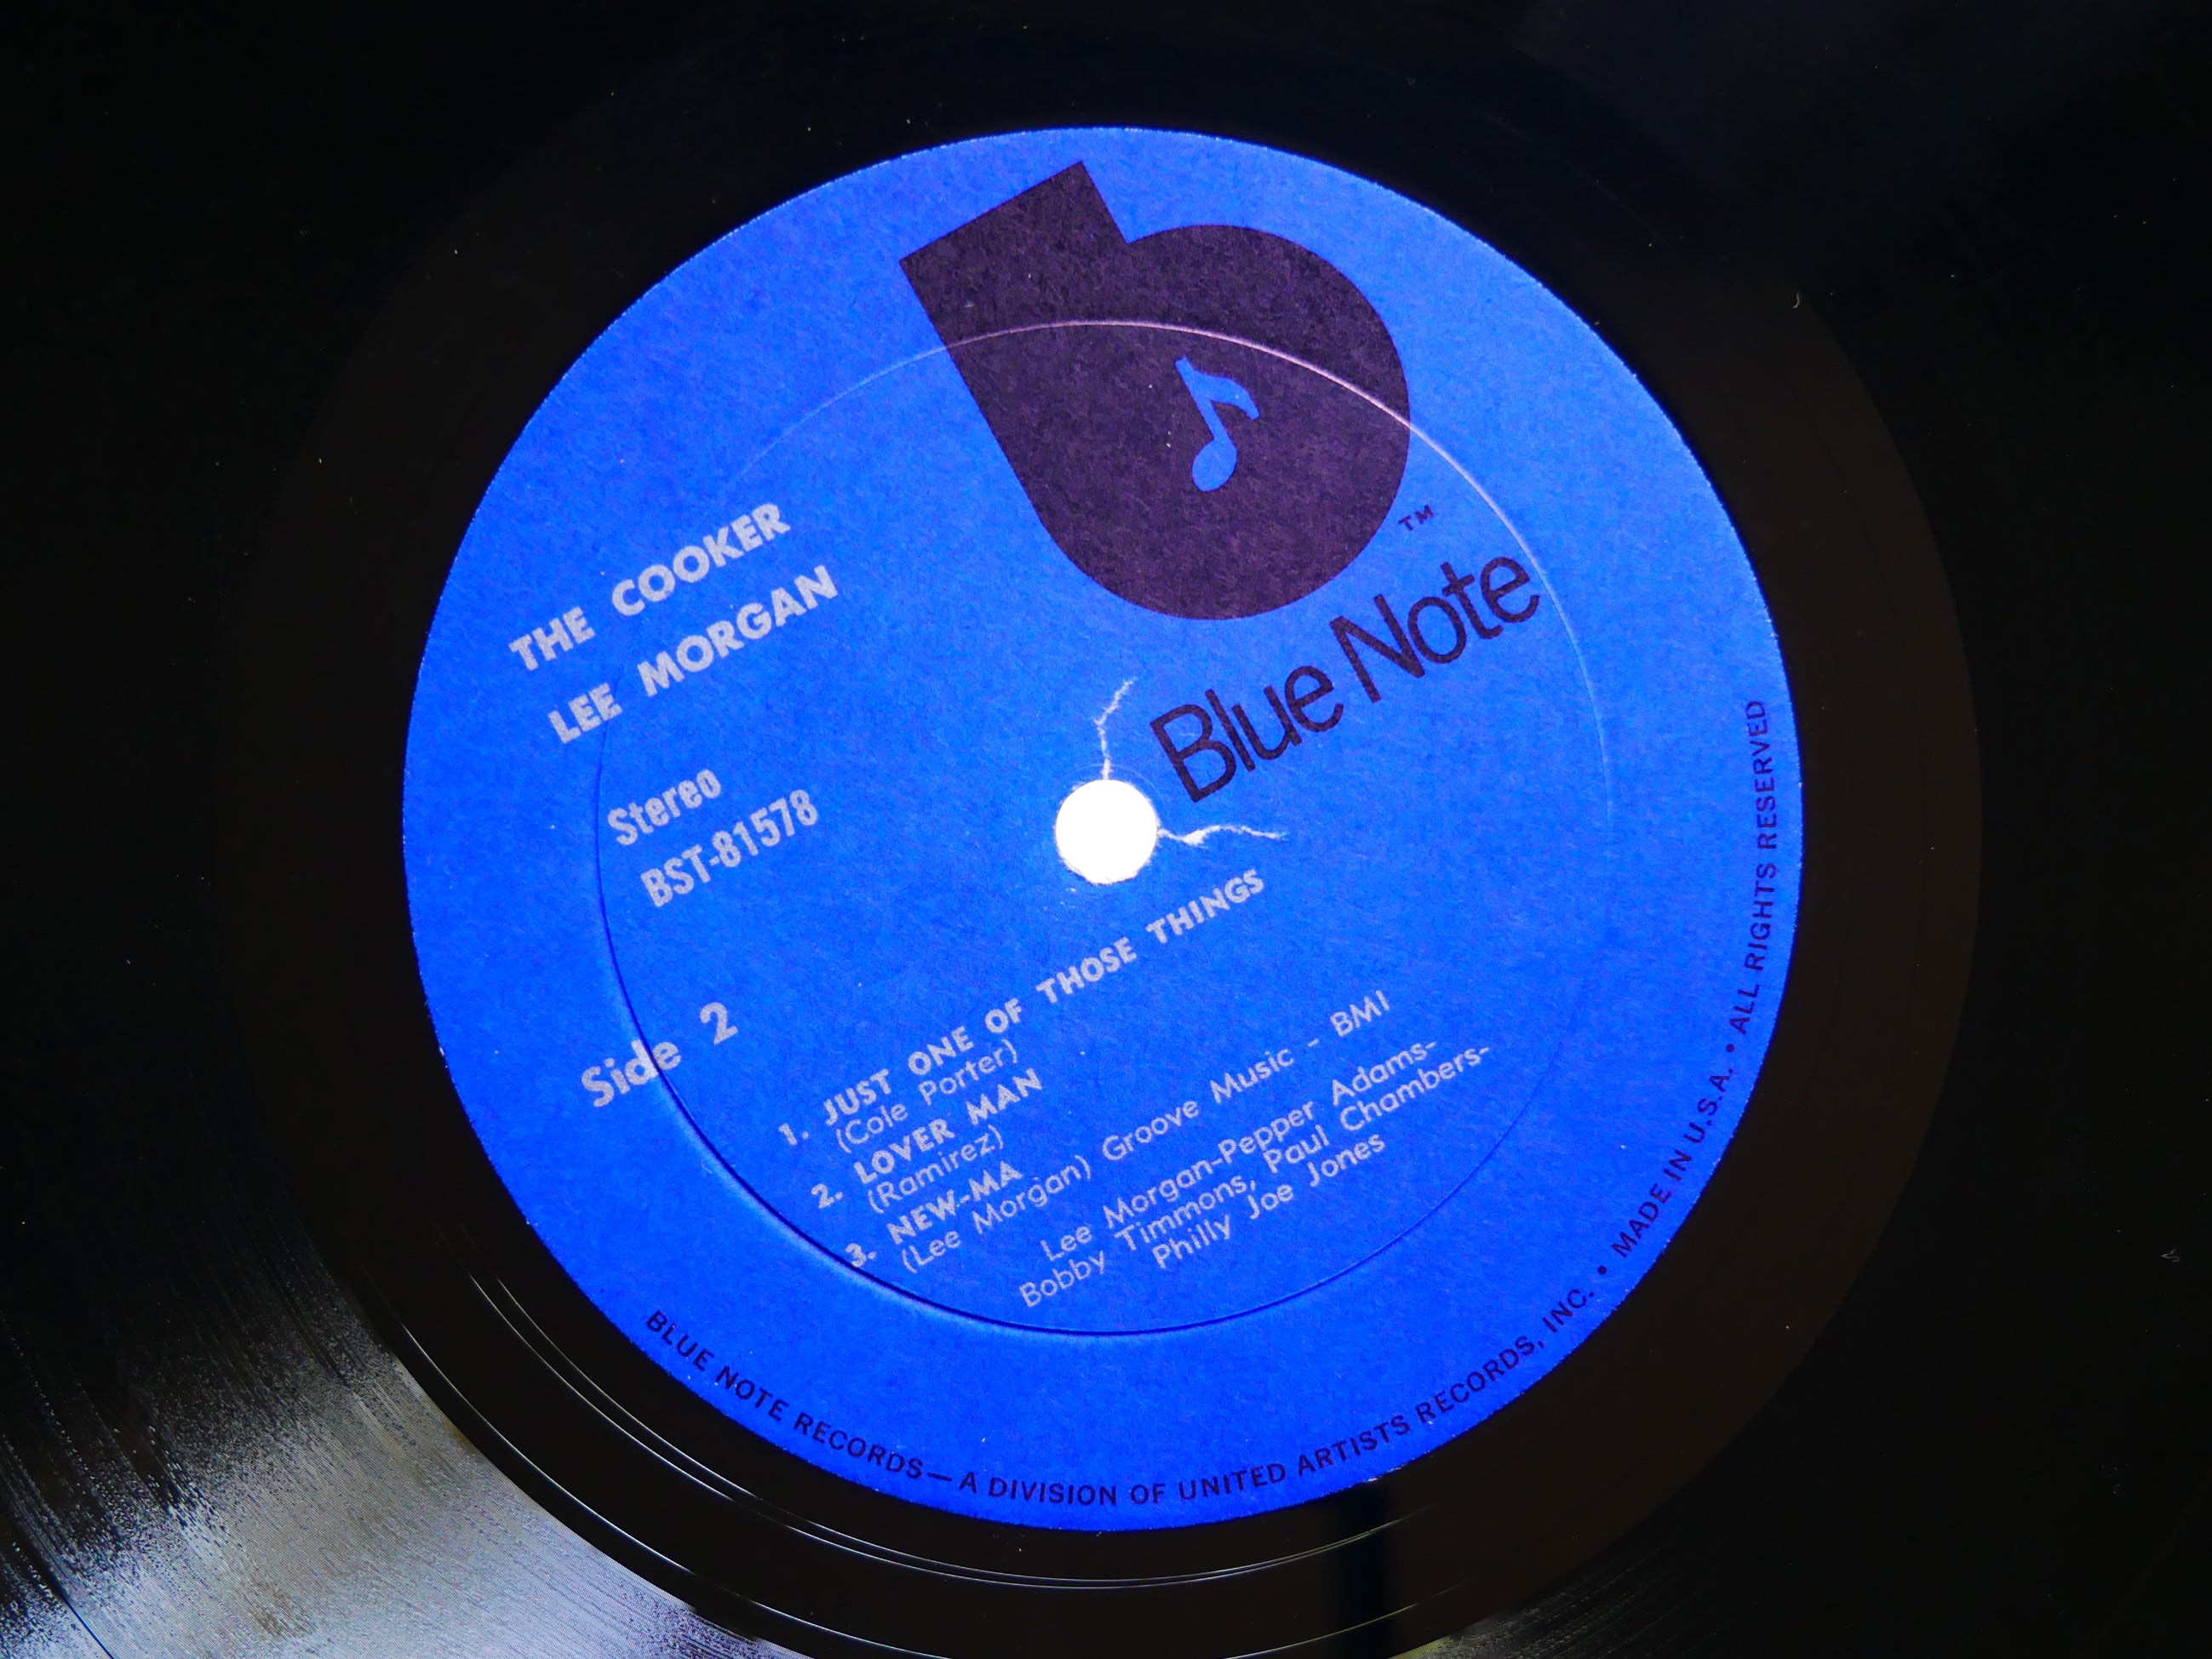 THE COOKER
LEE MORGAN
Stereo
BST-81578
Side 2
TM
Blue Note
1. JUST ONE OF THOSE THINGS
(Cole Porter)
2. LOVER MAN
(Ramirez)
3. NEW-MA
(Lee Morgan) Groove Music - BMI
Lee Morgan-Pepper Adams-
Bobby Timmons, Paul Chambers-
Philly Joe Jones
BLUE NOTE RECORDS—A DIVISION OF UNITED ARTISTS RECORDS, INC. • MADE IN U.S.A. • ALL RIGHTS RESERVED